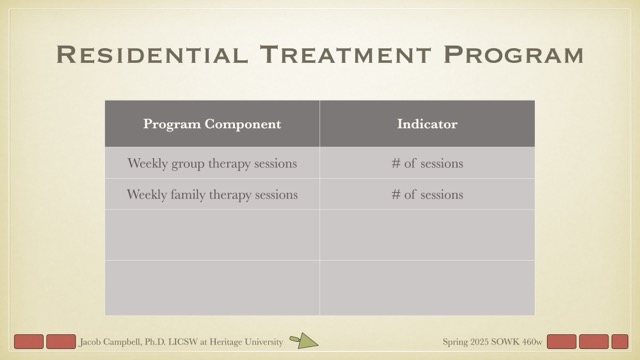 Residential Treatment Program
Program Component Indicator
Weekly group therapy sessions # of sessions
Weekly family therapy sessions # of sessions
Jacob Campbell, Ph.D. LICSW at Heritage University Spring 2025 SOWK 460w